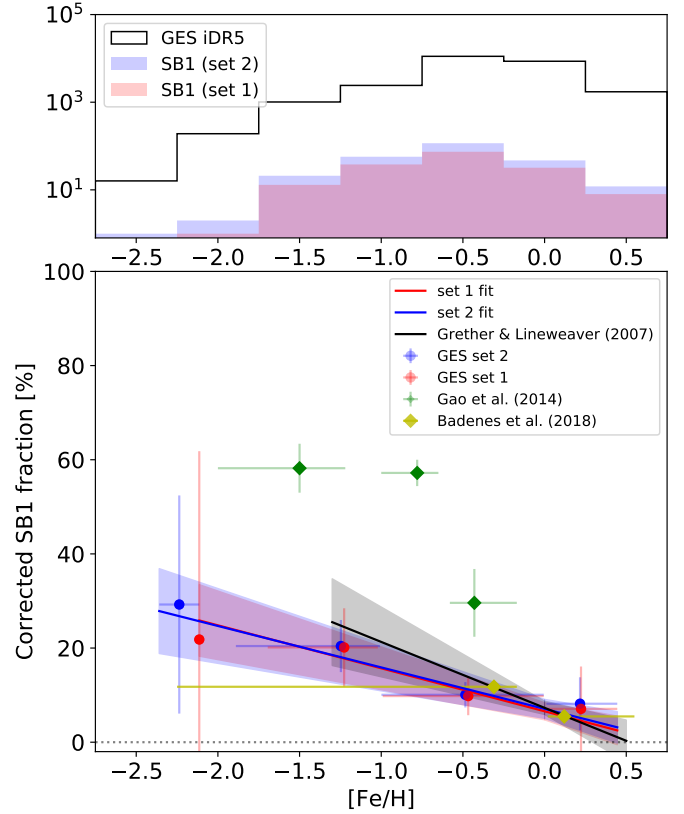 10^5
10^3
10^1
GES iDR5
SB1 (set 2)
SB1 (set 1)
−2.5 −2.0 −1.5 −1.0 −0.5 0.0 0.5
100
80
60
40
20
0
Corrected SB1 fraction [%]
set 1 fit
set 2 fit
Grether & Lineweaver (2007)
GES set 2
GES set 1
Gao et al. (2014)
Badenes et al. (2018)
−2.5 −2.0 −1.5 −1.0 −0.5 0.0 0.5
[Fe/H]